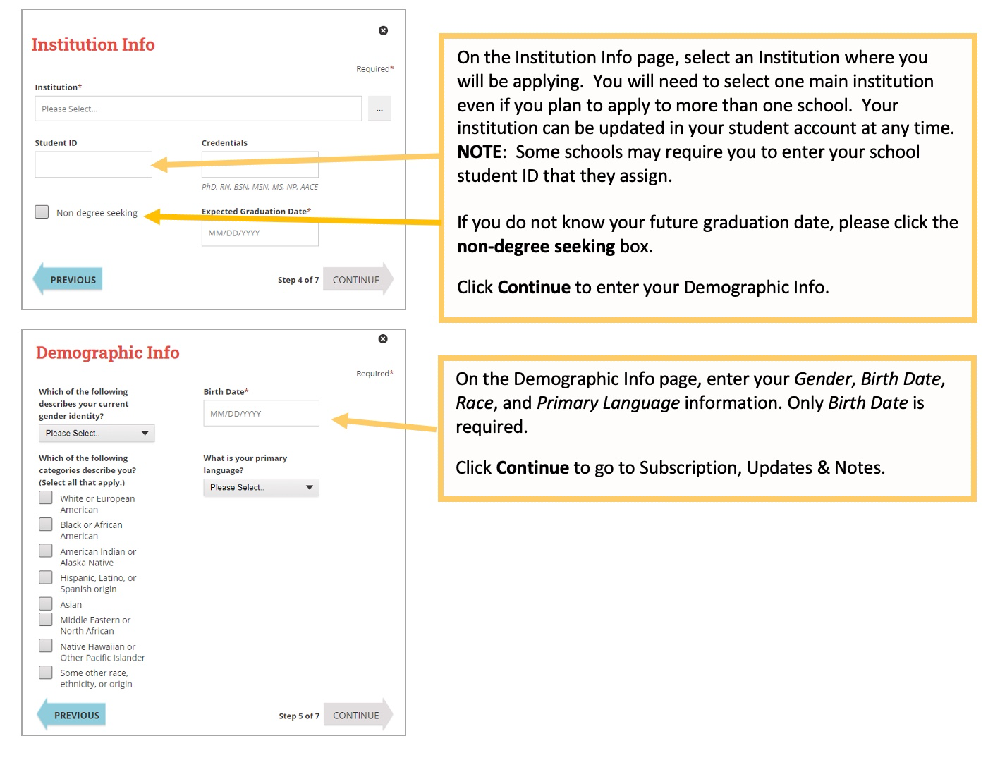 Institution Info
Required*
Institution*
Please Select...
...
Student ID
Credentials
PhD, RN, BSN, MSN, MS, NP, AACE
Non-degree seeking
Expected Graduation Date*
MM/DD/YYYY
PREVIOUS
Step 4 of 7
CONTINUE
On the Institution Info page, select an Institution where you
will be applying.  You will need to select one main institution
even if you plan to apply to more than one school.  Your
institution can be updated in your student account at any time.
NOTE:  Some schools may require you to enter your school
student ID that they assign.
If you do not know your future graduation date, please click the
non-degree seeking box.
Click Continue to enter your Demographic Info.
Demographic Info
Required*
Which of the following
describes your current
gender identity?
Please Select..
Birth Date*
MM/DD/YYYY
Which of the following
categories describe you?
(Select all that apply.)
What is your primary
language?
Please Select..
White or European
American
Black or African
American
American Indian or
Alaska Native
Hispanic, Latino, or
Spanish origin
Asian
Middle Eastern or
North African
Native Hawaiian or
Other Pacific Islander
Some other race,
ethnicity, or origin
PREVIOUS
Step 5 of 7
CONTINUE
On the Demographic Info page, enter your Gender, Birth Date,
Race, and Primary Language information. Only Birth Date is
required.
Click Continue to go to Subscription, Updates & Notes.